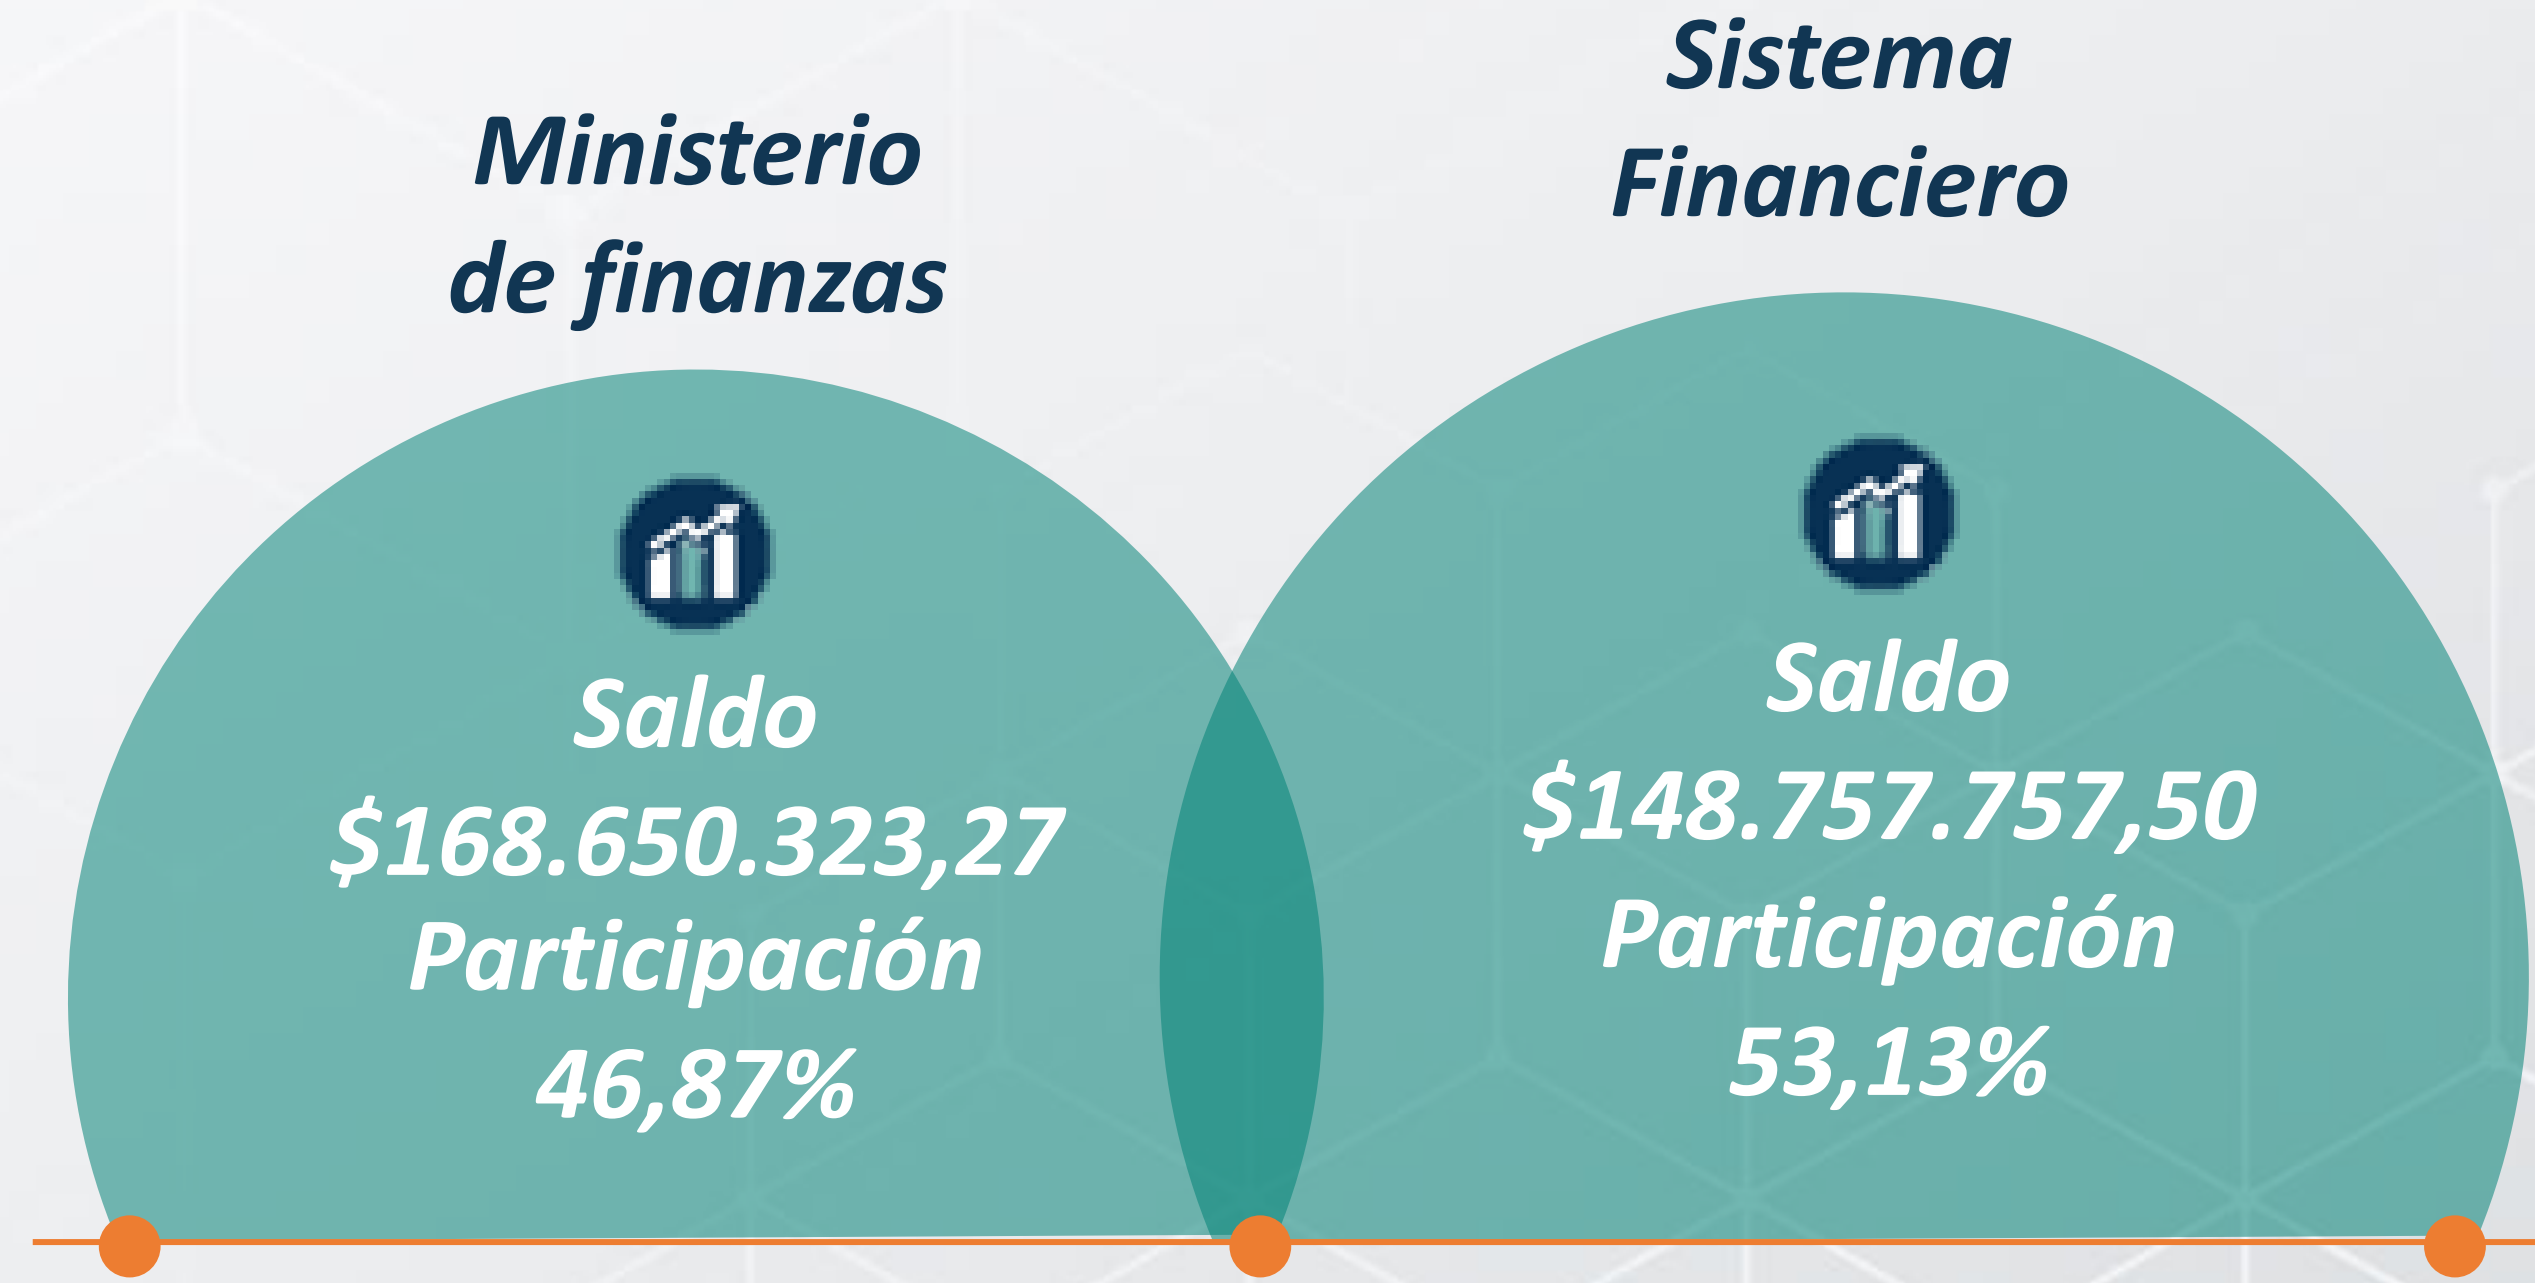 Ministerio
de finanzas
Saldo
$168.650.323,27
Participación
46,87%
Sistema
Financiero
Saldo
$148.757.757,50
Participación
53,13%